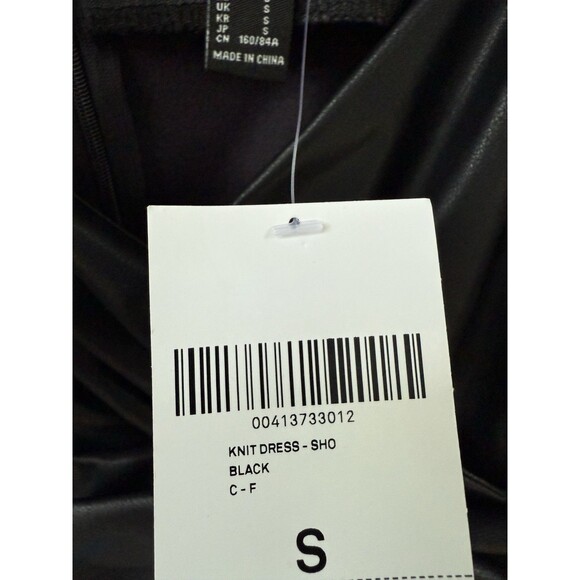 UK S
KR S
JP S
CN 160/84A
MADE IN CHINA
00413733012
KNIT DRESS - SHO
BLACK
C - F
S